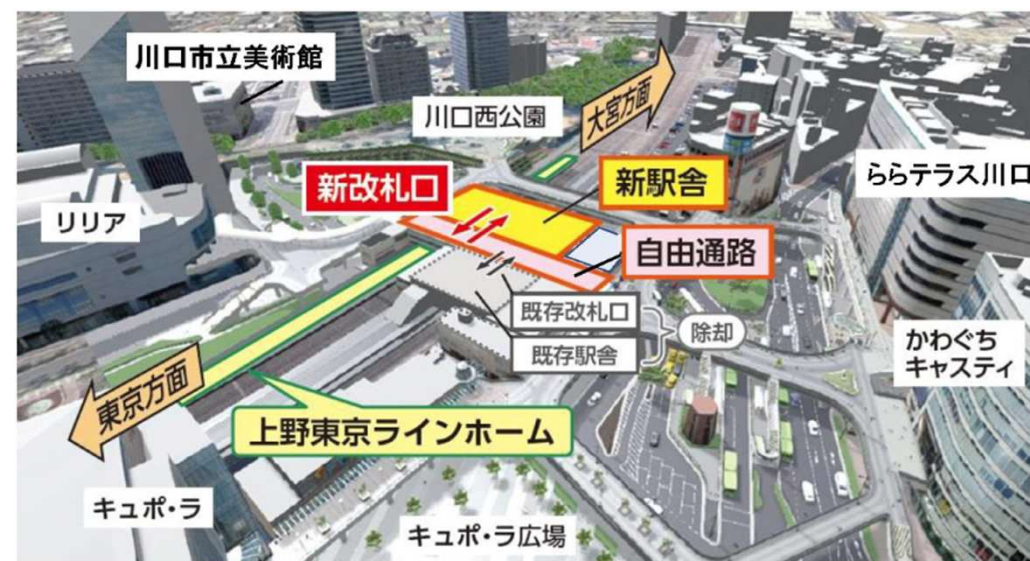 川口市立美術館
川口西公園
大宮方面
新改札口
新駅舎
ららテラス川口
リリア
自由通路
既存改札口
除却
既存駅舎
かわぐち
キャスティ
東京方面
上野東京ラインホーム
キュポ・ラ
キュポ・ラ広場